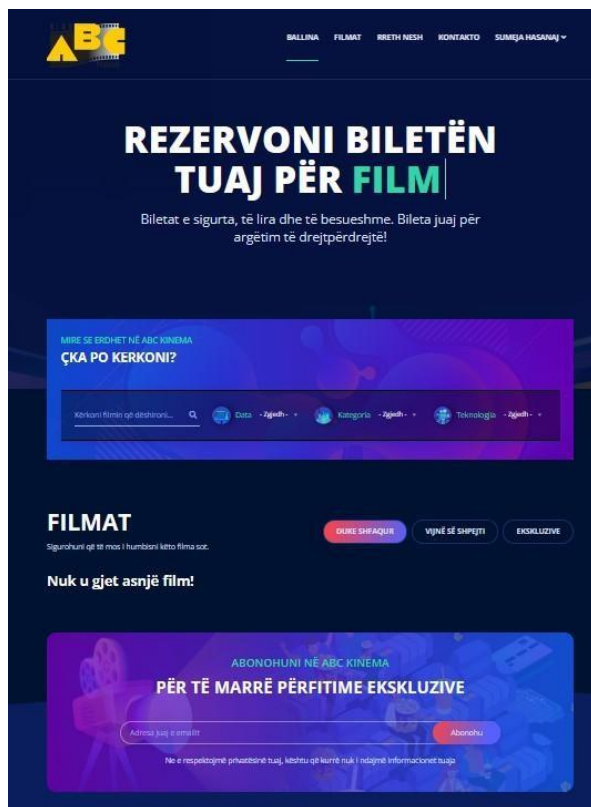 ABC
BALLINA FILMAT RRETH NESH KONTAKTO SUMEJA HASANAJ
REZERVONI BILETËN
TUAJ PËR FILM
Biletat e sigurta, të lira dhe të besueshme. Bileta juaj për
argëtim të drejtpërdrejtë!
MIRE SE ERDHET NË ABC KINEMA
ÇKA PO KERKONI?
Kërkoni filmin që dëshironi... Data - Zgjedh - Kategoria - Zgjedh - Teknologjia - Zgjedh -
FILMAT
DUKE SHFAQUR VIJNË SË SHPEJTI EKSKLUZIVE
Sigurohuni që të mos i humbisni këto filma sot.
Nuk u gjet asnjë film!
ABONOHUNI NË ABC KINEMA
PËR TË MARRË PËRFITIME EKSKLUZIVE
Adresa juaj e emailit Abonohu
Ne e respektojmë privatësinë tuaj, kështu që kurrë nuk i ndajmë informacionet tuaja